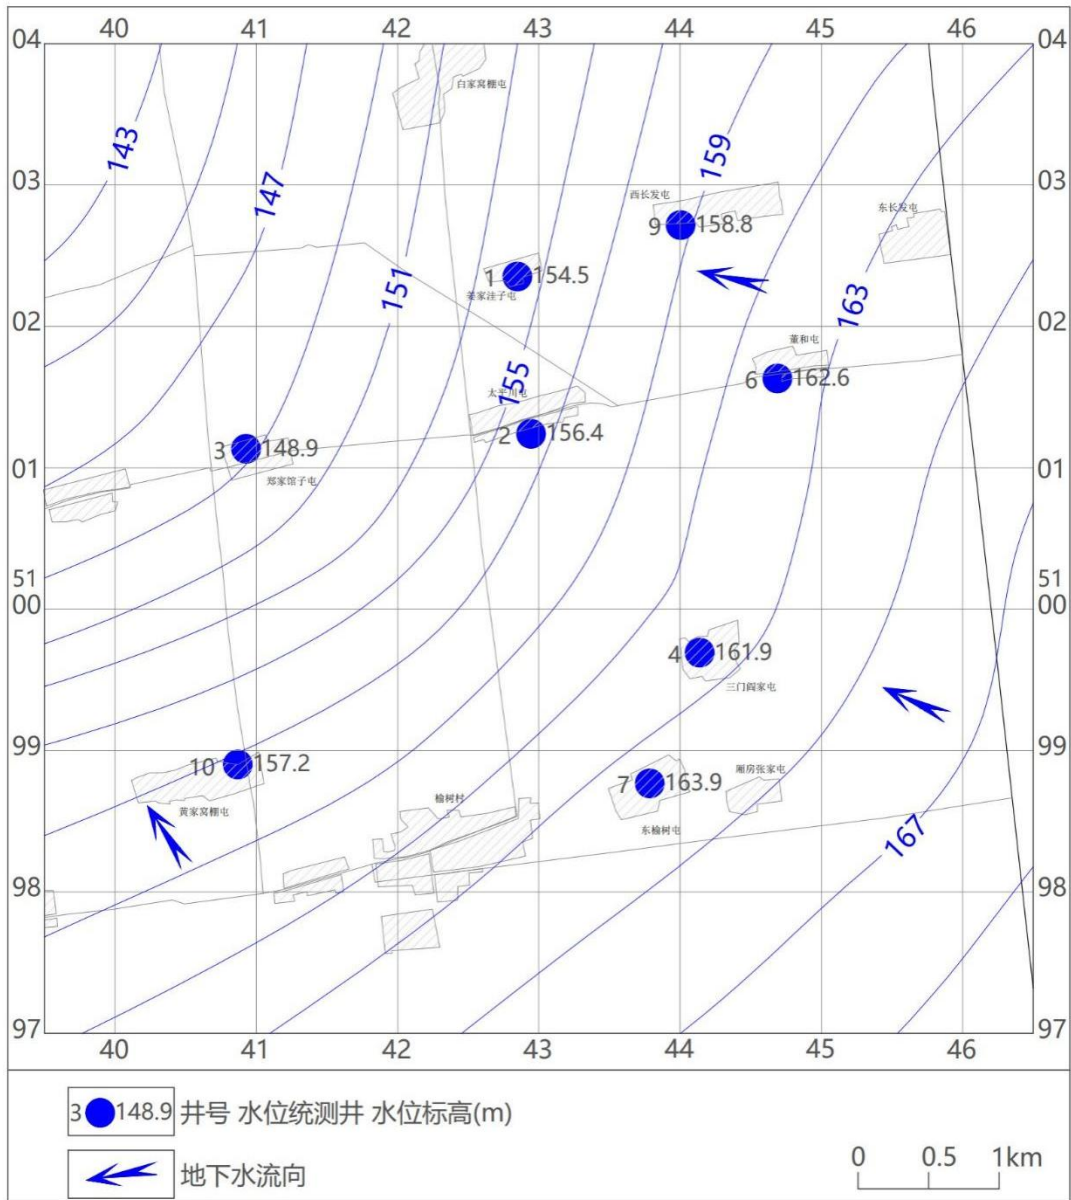 40 41 42 43 44 45 46
04 04
白家窝棚屯
143
159
03 03
147
西长发屯
东长发屯
9 158.8
1 154.5
151
姜家洼子屯
163
02 02
董和屯
6 162.6
155
太平川屯
2 156.4
3 148.9
01 01
郑家馆子屯
51 51
00 00
4 161.9
三门阎家屯
99 99
10 157.2
7 163.9
厢房张家屯
黄家窝棚屯
榆树村
东榆树屯
167
98 98
97 97
40 41 42 43 44 45 46
3 148.9 井号 水位统测井 水位标高(m)
地下水流向
0 0.5 1km